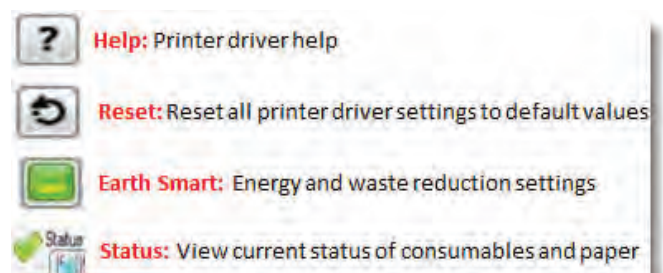 ? Help: Printer driver help
Reset: Reset all printer driver settings to default values
Earth Smart: Energy and waste reduction settings
Status Status: View current status of consumables and paper